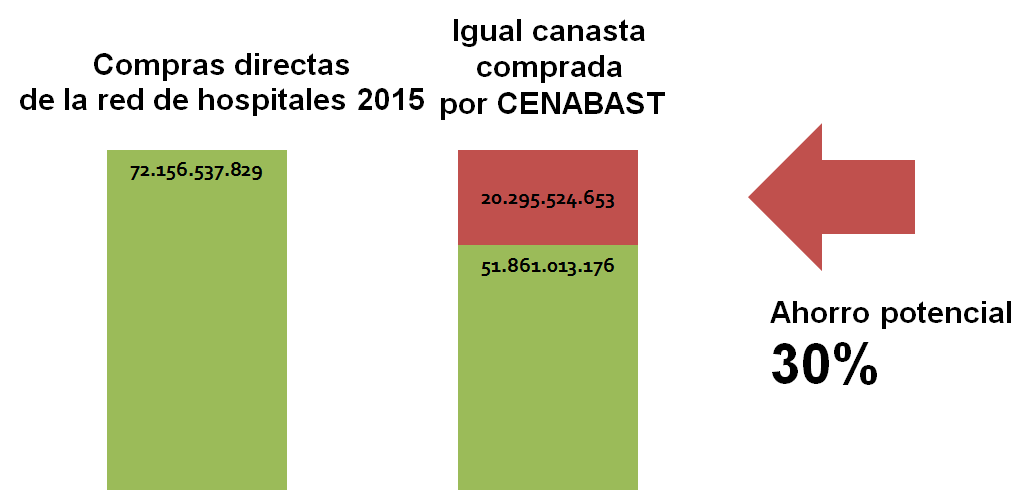 Compras directas
de la red de hospitales 2015
Igual canasta
comprada
por CENABAST
72.156.537.829
20.295.524.653
51.861.013.176
Ahorro potencial
30%